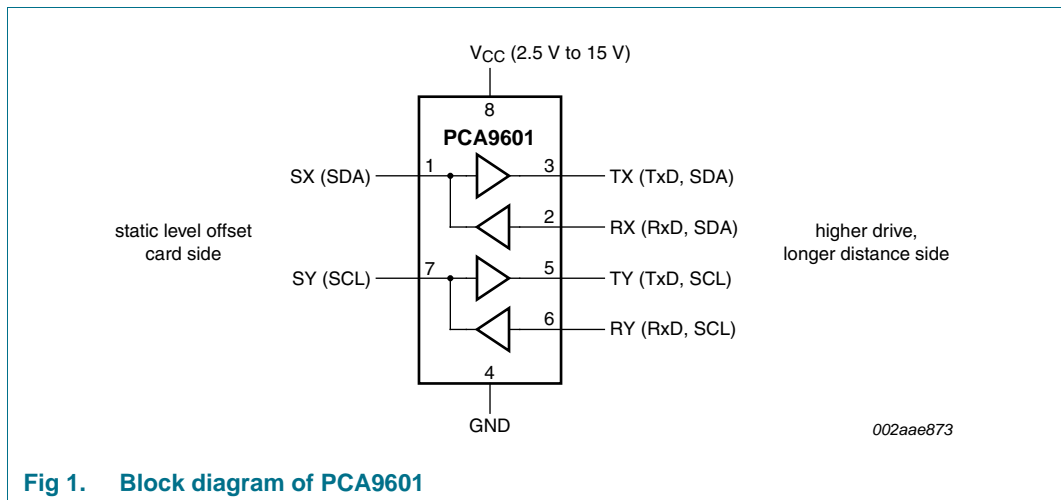 VCC (2.5 V to 15 V)
8
PCA9601
SX (SDA) 1 3 TX (TxD, SDA)
2 RX (RxD, SDA)
static level offset
card side
higher drive,
longer distance side
SY (SCL) 7 5 TY (TxD, SCL)
6 RY (RxD, SCL)
4
GND
002aae873
Fig 1. Block diagram of PCA9601